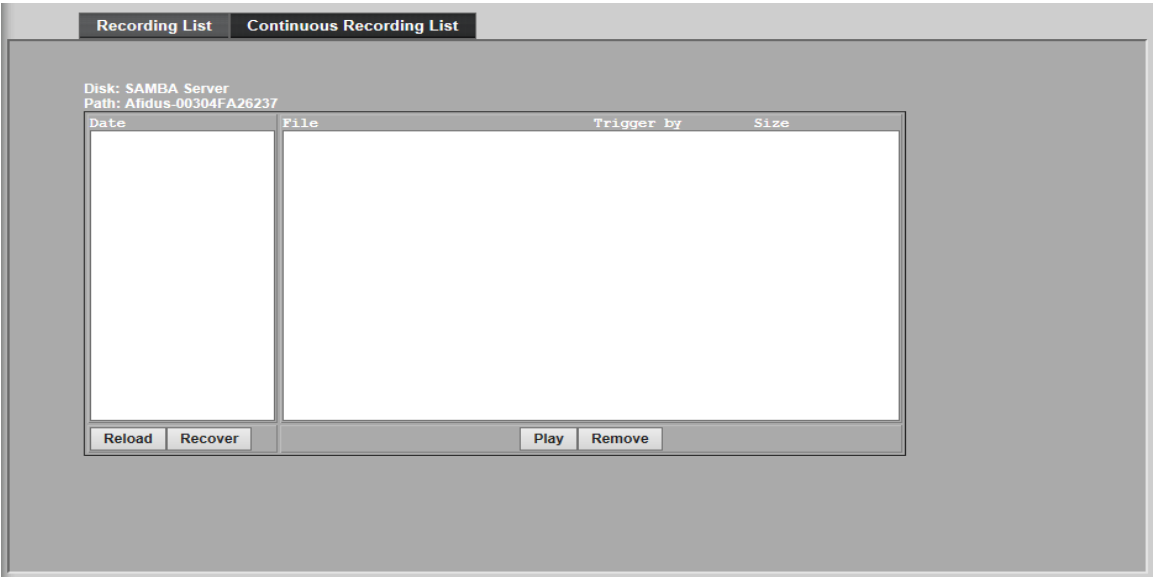 Recording List Continuous Recording List
Disk: SAMBA Server
Path: Afidus-00304FA26237
Date File Trigger by Size
Reload Recover Play Remove